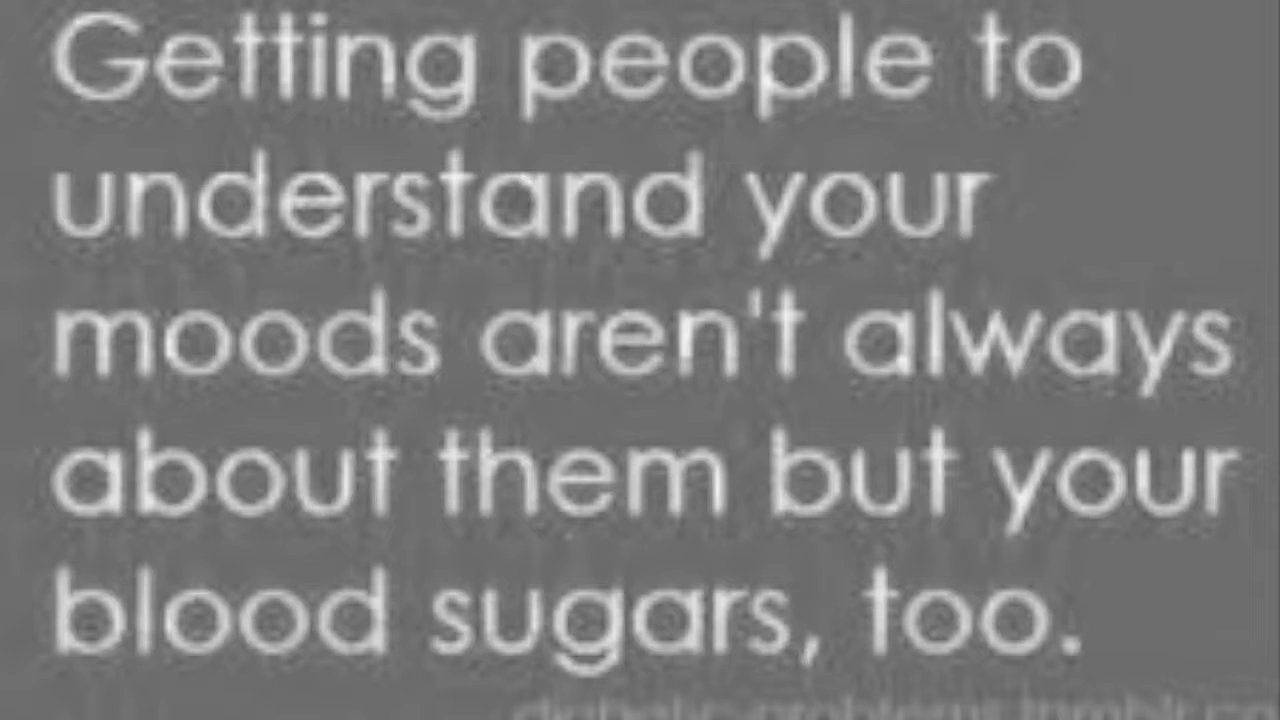 Getting people to
understand your
moods aren't always
about them but your
blood sugars, too.